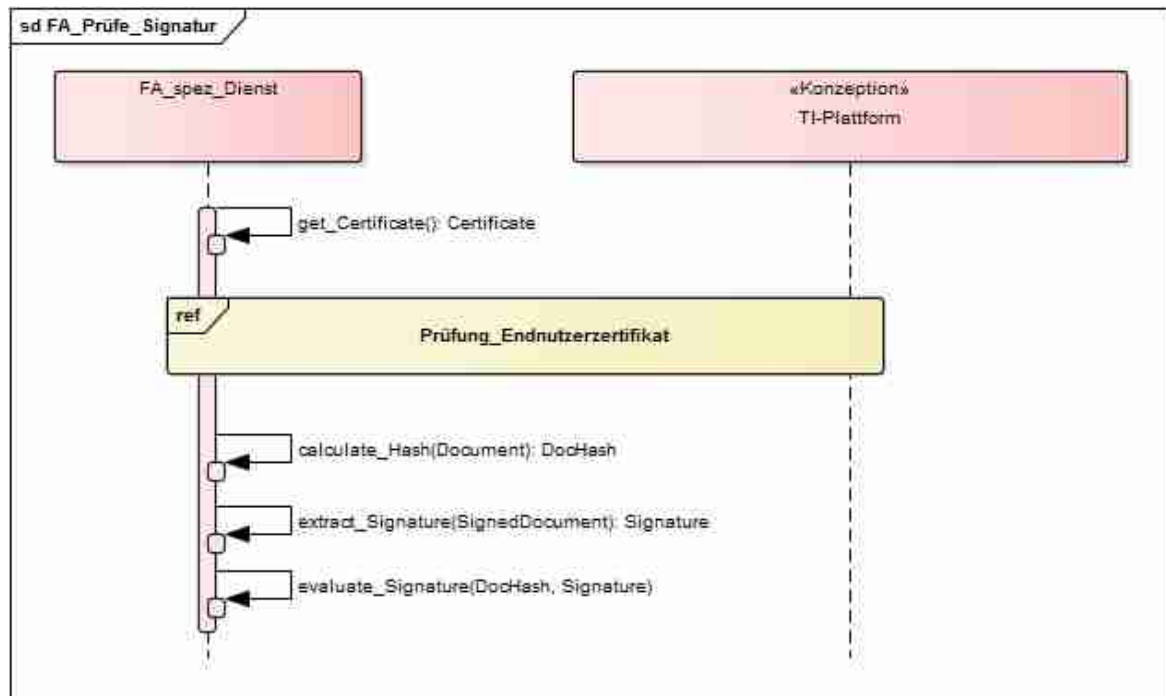 sd FA_Prüfe_Signatur
FA_spez_Dienst
«Konzeption»
TI-Plattform
get_Certificate(): Certificate
ref
Prüfung_Endnutzerzertifikat
calculate_Hash(Document): DocHash
extract_Signature(SignedDocument): Signature
evaluate_Signature(DocHash, Signature)